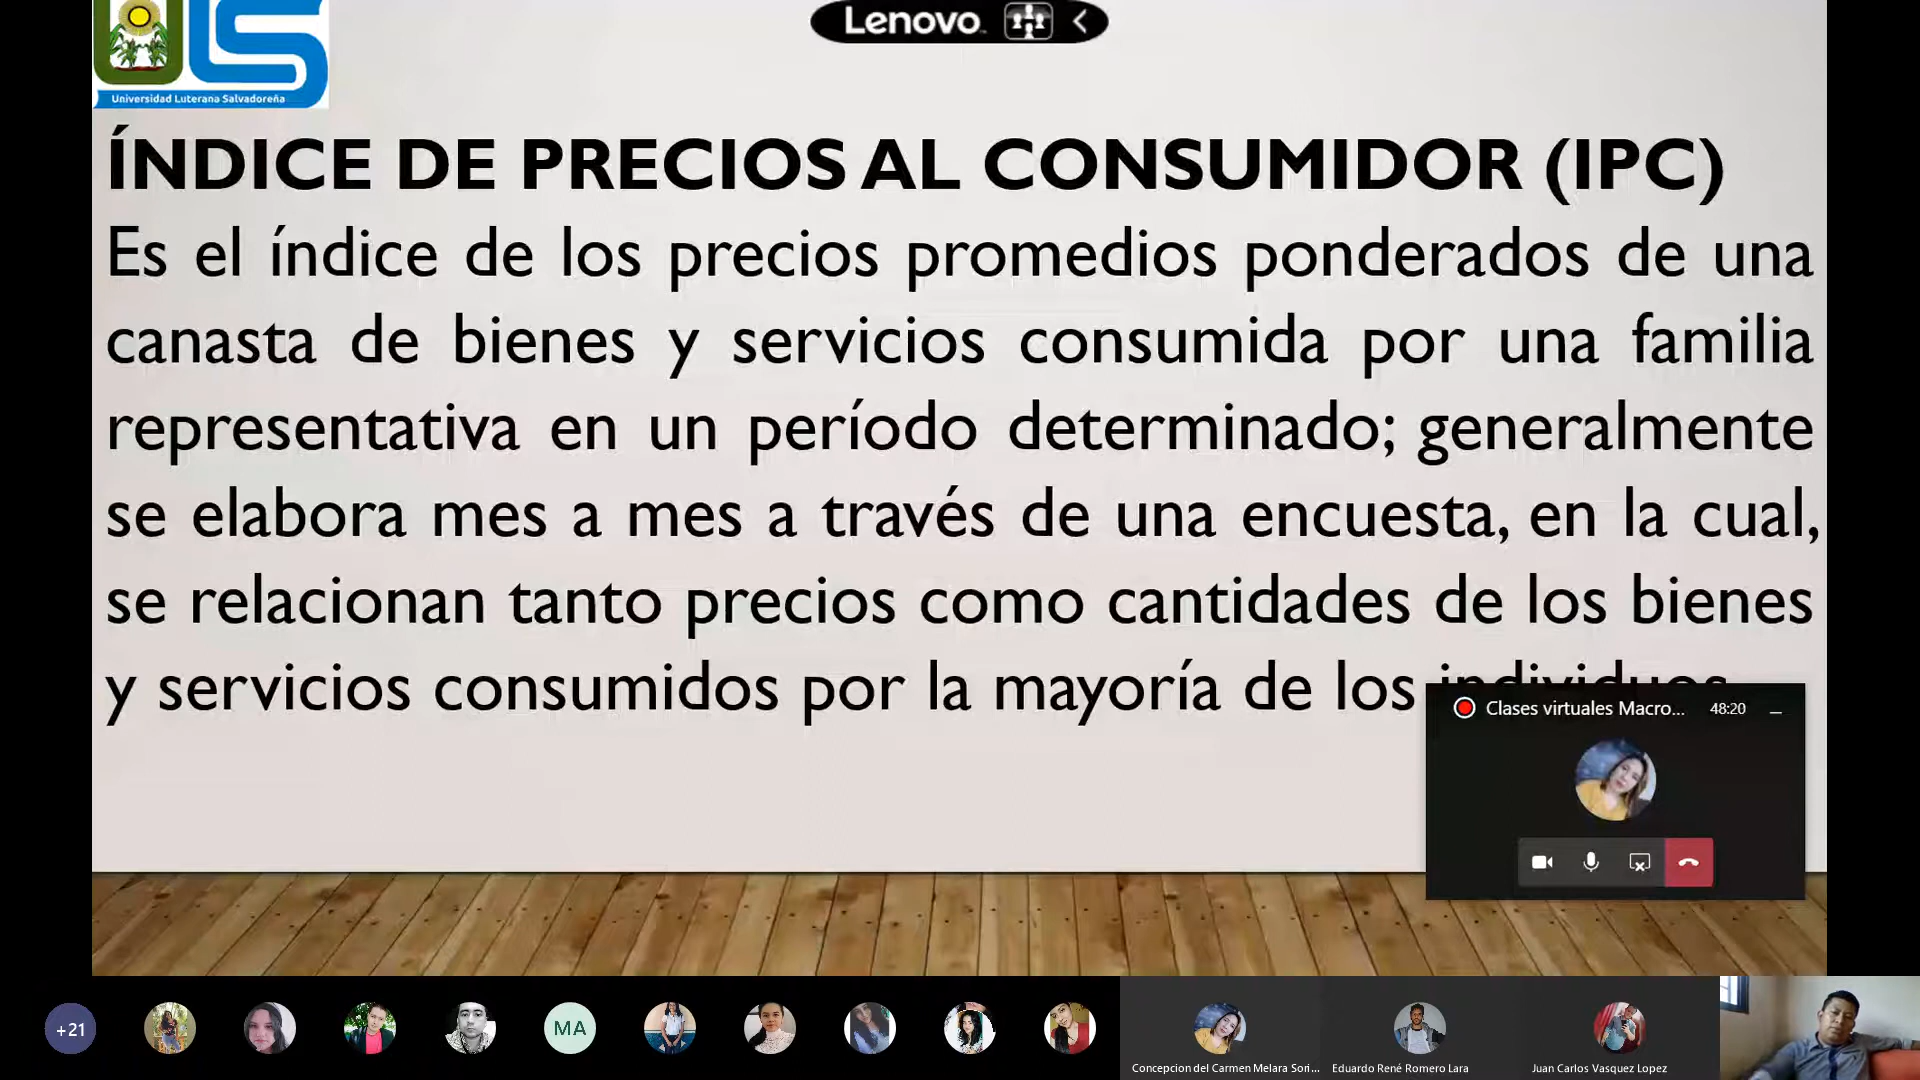 Lenovo
Universidad Luterana Salvadoreña
ÍNDICE DE PRECIOS AL CONSUMIDOR (IPC)
Es el índice de los precios promedios ponderados de una
canasta de bienes y servicios consumida por una familia
representativa en un período determinado; generalmente
se elabora mes a mes a través de una encuesta, en la cual,
se relacionan tanto precios como cantidades de los bienes
y servicios consumidos por la mayoría de los individuos
Clases virtuales Macro... 48:20
+21
MA
Concepcion del Carmen Melara Sori...
Eduardo René Romero Lara
Juan Carlos Vasquez Lopez